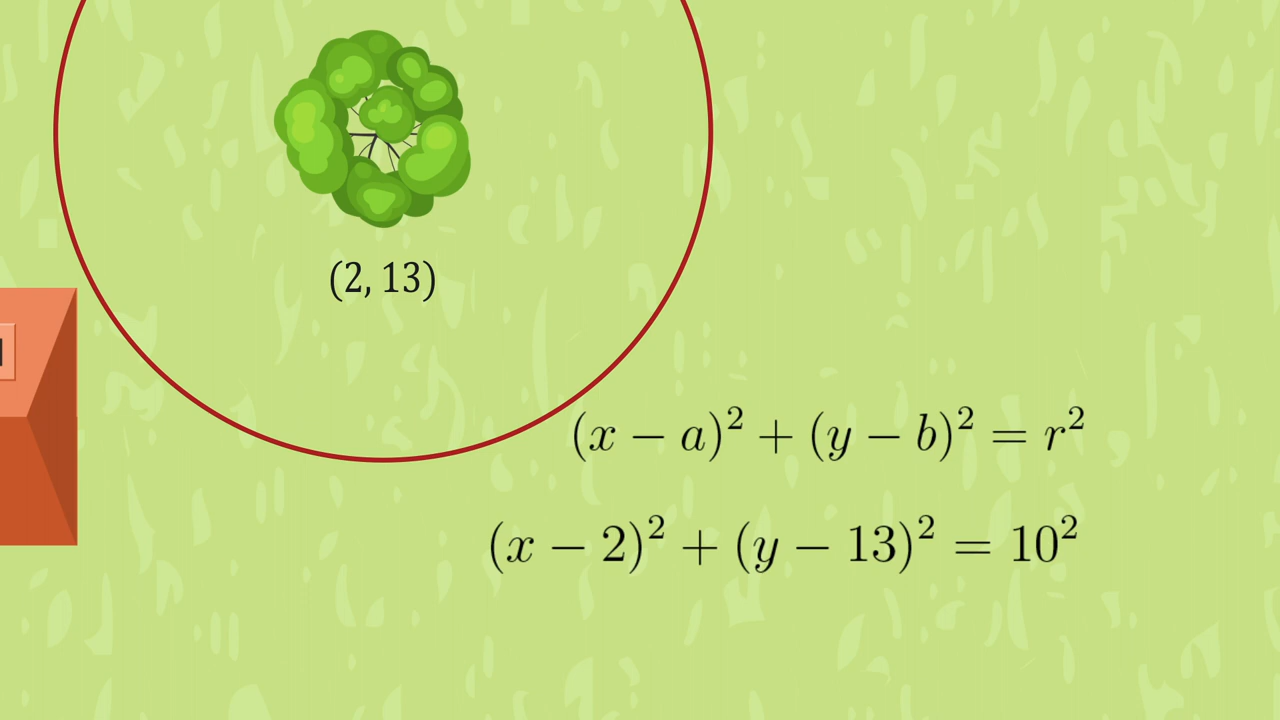 (2, 13)
(x − a)² + (y − b)² = r²
(x − 2)² + (y − 13)² = 10²